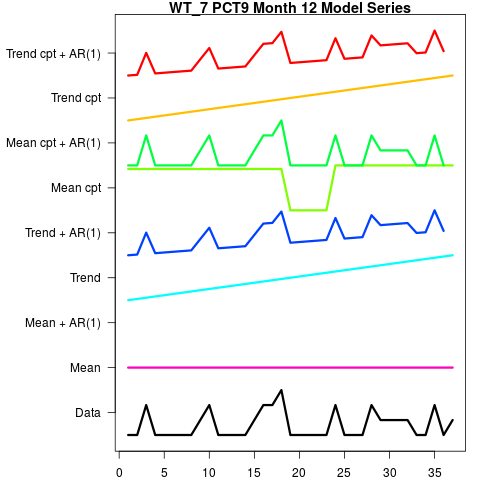 WT_7 PCT9 Month 12 Model Series
Trend cpt + AR(1)
Trend cpt
Mean cpt + AR(1)
Mean cpt
Trend + AR(1)
Trend
Mean + AR(1)
Mean
Data
0 5 10 15 20 25 30 35